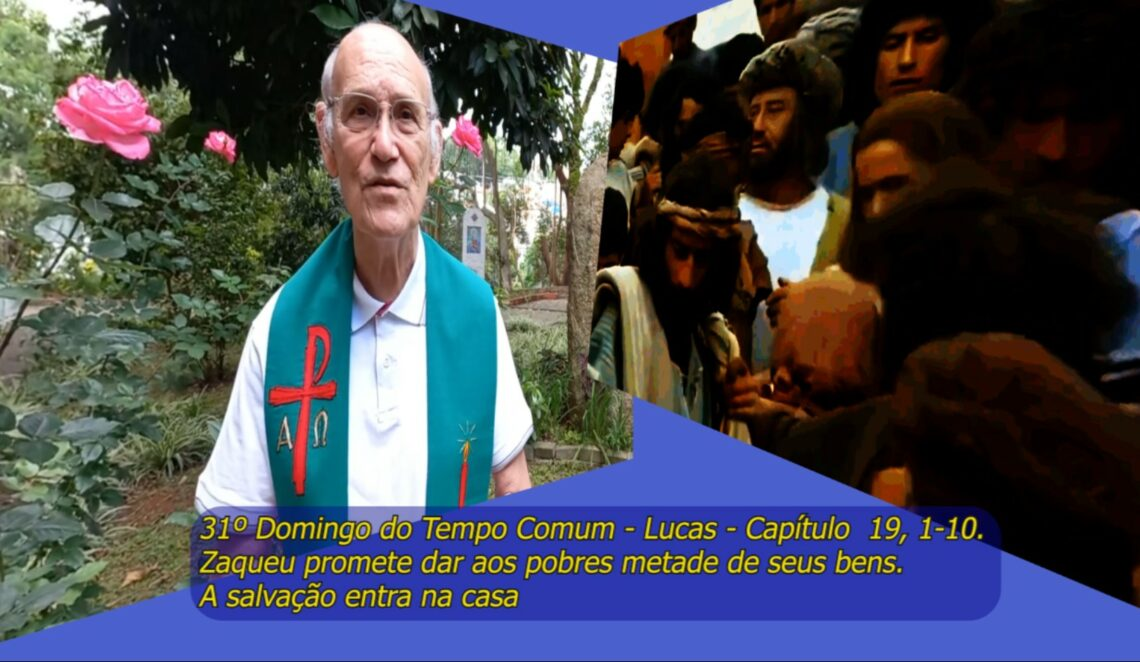 Α Ω
31º Domingo do Tempo Comum - Lucas - Capítulo 19, 1-10.
Zaqueu promete dar aos pobres metade de seus bens.
A salvação entra na casa